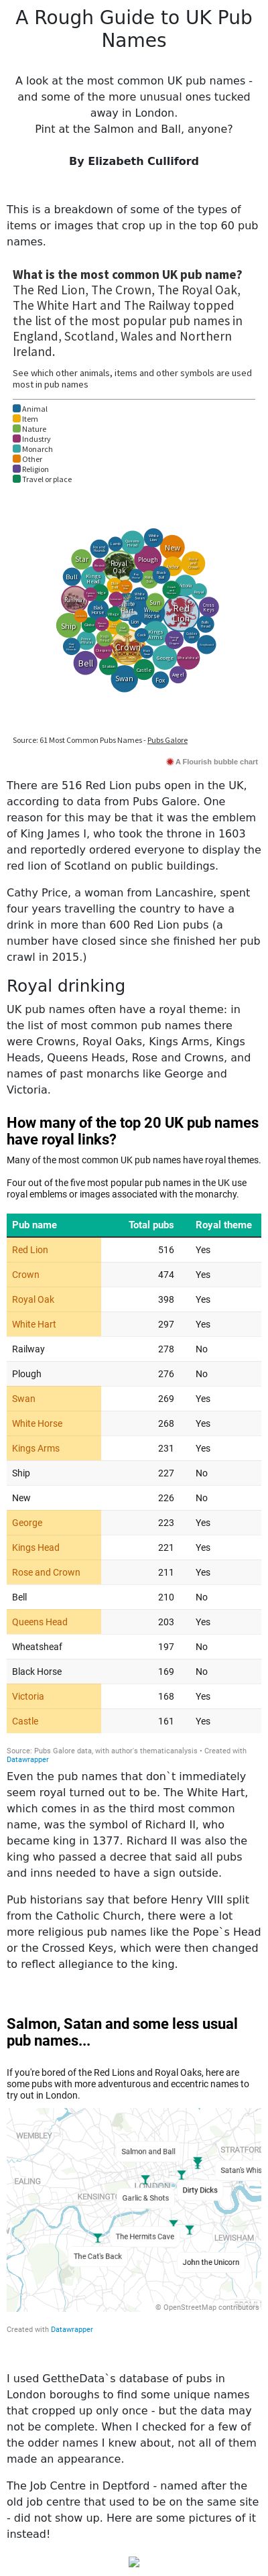 A Rough Guide to UK Pub
Names
A look at the most common UK pub names -
and some of the more unusual ones tucked
away in London.
Pint at the Salmon and Ball, anyone?
By Elizabeth Culliford
This is a breakdown of some of the types of
items or images that crop up in the top 60 pub
names.
What is the most common UK pub name?
The Red Lion, The Crown, The Royal Oak,
The White Hart and The Railway topped
the list of the most popular pub names in
England, Scotland, Wales and Northern
Ireland.
See which other animals, items and other symbols are used
most in pub names
Animal
Item
Nature
Industry
Monarch
Other
Religion
Travel or place
New
Plough
Royal
Oak
Star
Bull
Kings
Head
Sun
Red
Lion
Cross
Keys
Ship
Kings
Arms
Crown
George
Bell
Castle
Swan
Fox
Angel
Source: 61 Most Common Pubs Names - Pubs Galore
A Flourish bubble chart
There are 516 Red Lion pubs open in the UK,
according to data from Pubs Galore. One
reason for this may be that it was the emblem
of King James I, who took the throne in 1603
and reportedly ordered everyone to display the
red lion of Scotland on public buildings.
Cathy Price, a woman from Lancashire, spent
four years travelling the country to have a
drink in more than 600 Red Lion pubs (a
number have closed since she finished her pub
crawl in 2015.)
Royal drinking
UK pub names often have a royal theme: in
the list of most common pub names there
were Crowns, Royal Oaks, Kings Arms, Kings
Heads, Queens Heads, Rose and Crowns, and
names of past monarchs like George and
Victoria.
How many of the top 20 UK pub names
have royal links?
Many of the most common UK pub names have royal themes.
Four out of the five most popular pub names in the UK use
royal emblems or images associated with the monarchy.
Pub name Total pubs Royal theme
Red Lion 516 Yes
Crown 474 Yes
Royal Oak 398 Yes
White Hart 297 Yes
Railway 278 No
Plough 276 No
Swan 269 Yes
White Horse 268 Yes
Kings Arms 231 Yes
Ship 227 No
New 226 No
George 223 Yes
Kings Head 221 Yes
Rose and Crown 211 Yes
Bell 210 No
Queens Head 203 Yes
Wheatsheaf 197 No
Black Horse 169 No
Victoria 168 Yes
Castle 161 Yes
Source: Pubs Galore data, with author's thematicanalysis • Created with
Datawrapper
Even the pub names that don`t immediately
seem royal turned out to be. The White Hart,
which comes in as the third most common
name, was the symbol of Richard II, who
became king in 1377. Richard II was also the
king who passed a decree that said all pubs
and inns needed to have a sign outside.
Pub historians say that before Henry VIII split
from the Catholic Church, there were a lot
more religious pub names like the Pope`s Head
or the Crossed Keys, which were then changed
to reflect allegiance to the king.
Salmon, Satan and some less usual
pub names...
If you're bored of the Red Lions and Royal Oaks, here are
some pubs with more adventurous and eccentric names to
try out in London.
WEMBLEY
Salmon and Ball
STRATFORD
EALING
Satan's Whis
LONDON
KENSINGTO
Dirty Dicks
Garlic & Shots
The Hermits Cave
LEWISHAM
The Cat's Back
John the Unicorn
© OpenStreetMap contributors
Created with Datawrapper
I used GettheData`s database of pubs in
London boroughs to find some unique names
that cropped up only once - but the data may
not be complete. When I checked for a few of
the odder names I knew about, not all of them
made an appearance.
The Job Centre in Deptford - named after the
old job centre that used to be on the same site
- did not show up. Here are some pictures of it
instead!